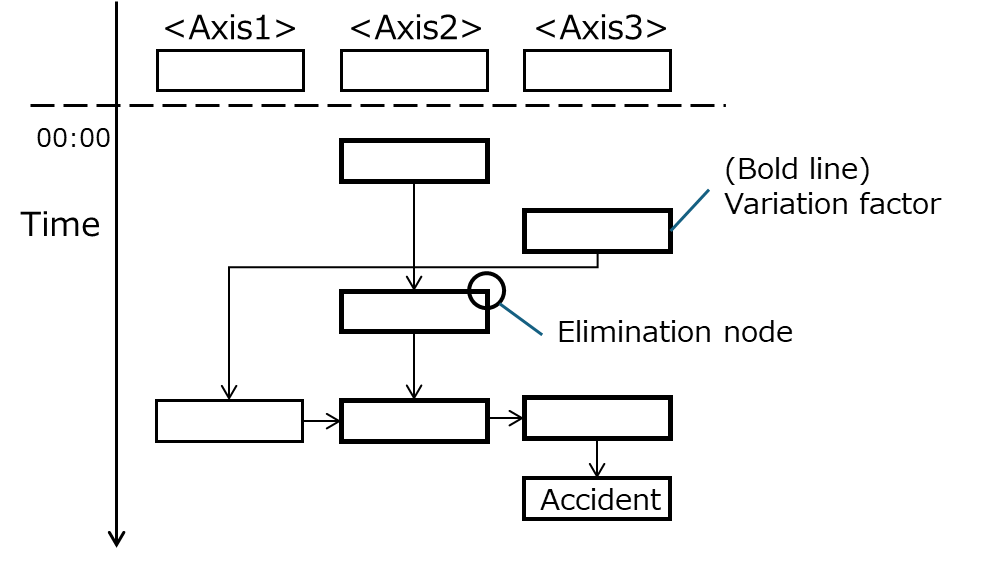 <Axis1> <Axis2> <Axis3>
00:00
(Bold line)
Variation factor
Time
Elimination node
Accident